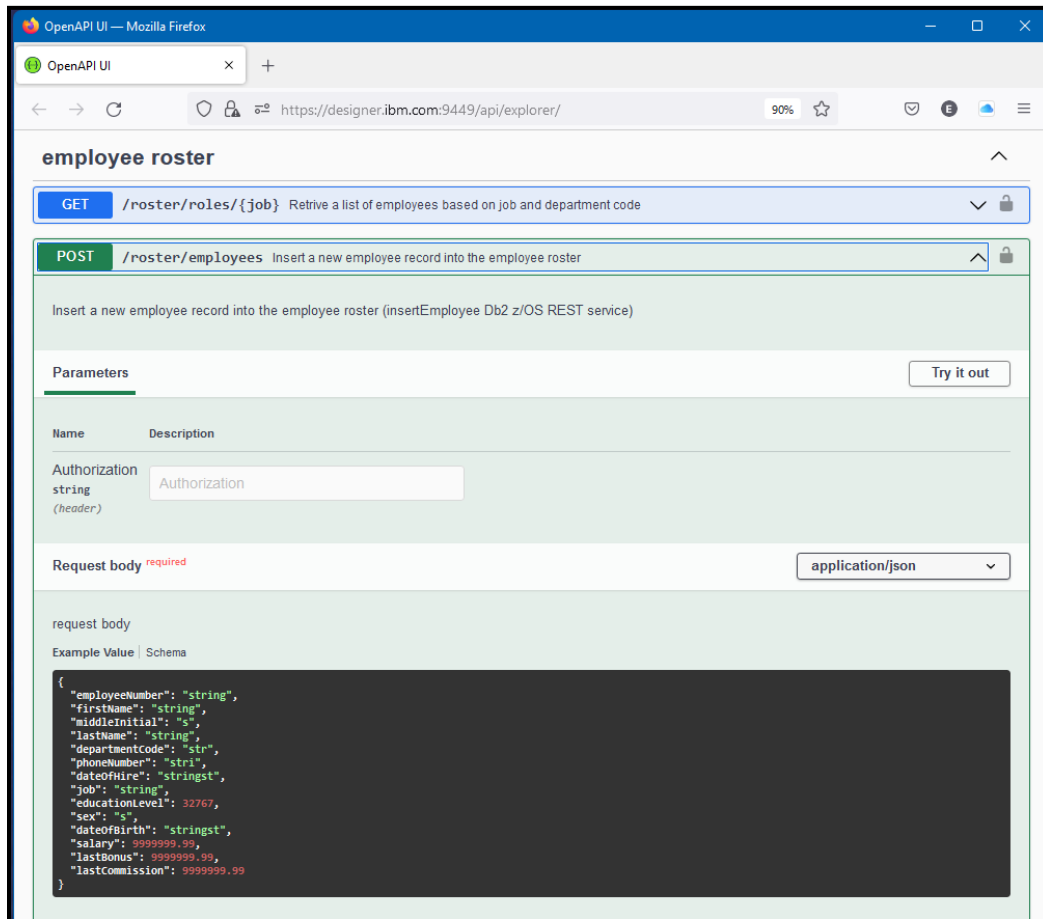 OpenAPI UI — Mozilla Firefox
OpenAPI UI
https://designer.ibm.com:9449/api/explorer/ 90% E
employee roster
GET /roster/roles/{job} Retrive a list of employees based on job and department code
POST /roster/employees Insert a new employee record into the employee roster
Insert a new employee record into the employee roster (insertEmployee Db2 z/OS REST service)
Parameters Try it out
Name Description
Authorization
string
(header)
Authorization
Request body required application/json
request body
Example Value Schema
{
"employeeNumber": "string",
"firstName": "string",
"middleInitial": "s",
"lastName": "string",
"departmentCode": "str",
"phoneNumber": "stri",
"dateOfHire": "stringst",
"job": "string",
"educationLevel": 32767,
"sex": "s",
"dateOfBirth": "stringst",
"salary": 9999999.99,
"lastBonus": 9999999.99,
"lastCommission": 9999999.99
}